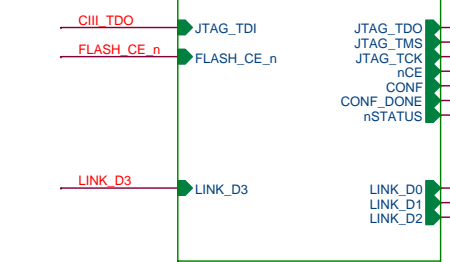 CIII_TDO
JTAG_TDI
JTAG_TDO
JTAG_TMS
FLASH_CE_n
FLASH_CE_n
JTAG_TCK
nCE
CONF
CONF_DONE
nSTATUS
LINK_D3
LINK_D3
LINK_D0
LINK_D1
LINK_D2